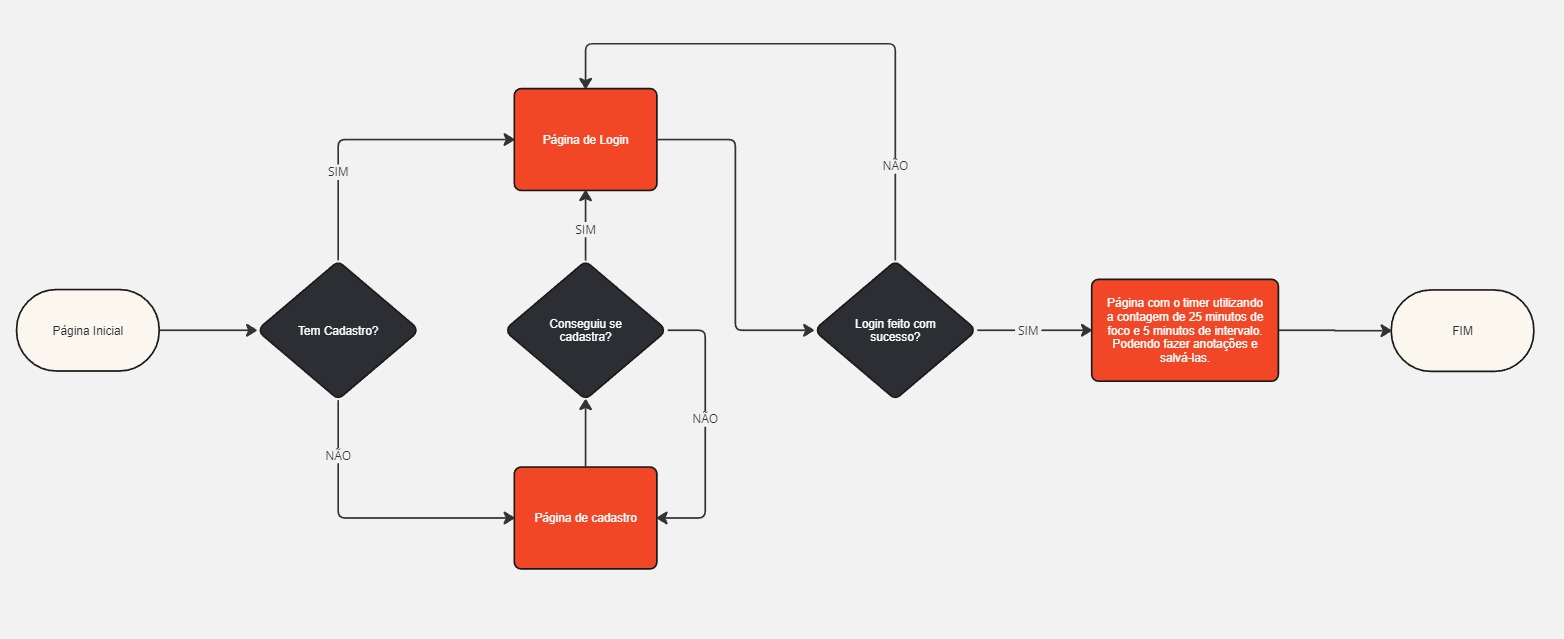 Página de Login
SIM
NÃO
SIM
Página Inicial
Tem Cadastro?
Conseguiu se
cadastra?
Login feito com
sucesso?
SIM
Página com o timer utilizando
a contagem de 25 minutos de
foco e 5 minutos de intervalo.
Podendo fazer anotações e
salvá-las.
FIM
NÃO
NÃO
Página de cadastro